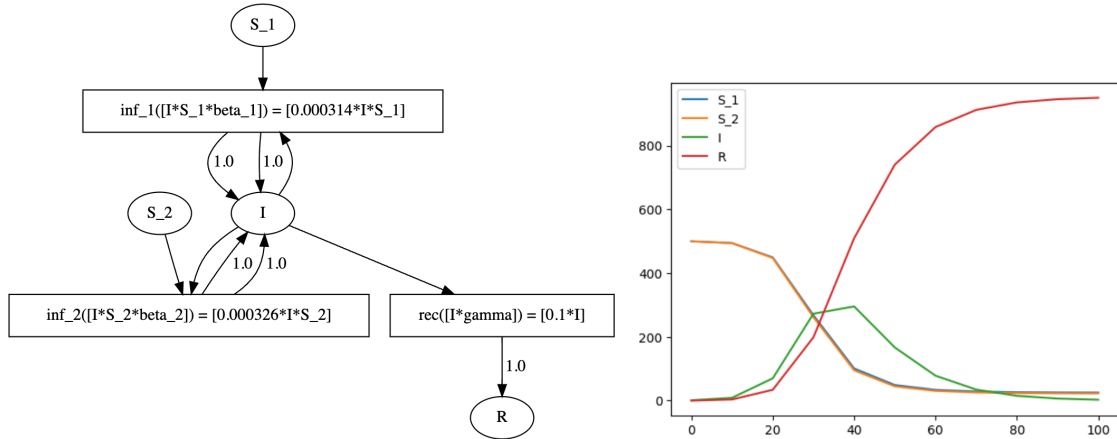 S_1
inf_1([I*S_1*beta_1]) = [0.000314*I*S_1]
1.0
1.0
S_2
I
1.0
1.0
inf_2([I*S_2*beta_2]) = [0.000326*I*S_2]
rec([I*gamma]) = [0.1*I]
1.0
R
S_1
S_2
I
R
800
600
400
200
0
0
20
40
60
80
100